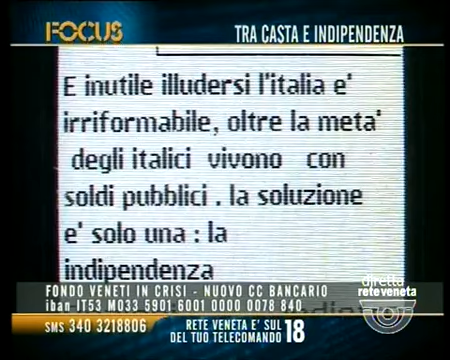 FOCUS
TRA CASTA E INDIPENDENZA
E inutile illudersi l'italia e'
irriformabile, oltre la meta'
degli italici vivono con
soldi pubblici . la soluzione
e' solo una : la
indipendenza
FONDO VENETI IN CRISI - NUOVO CC BANCARIO
iban IT53 M033 5901 6001 0000 0078 840
diretta
reteveneta
SMS 340 3218806
RETE VENETA E' SUL
DEL TUO TELECOMANDO 18